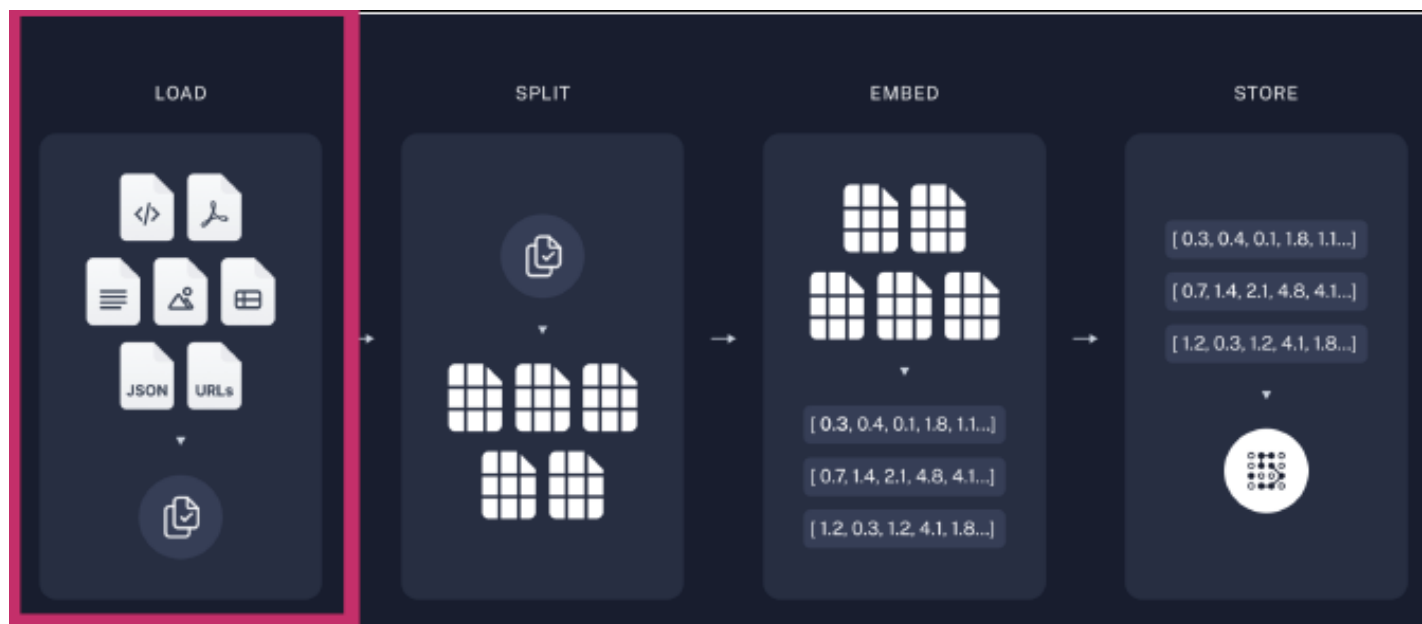 LOAD
SPLIT
EMBED
STORE
</>
JSON
URLs
[ 0.3, 0.4, 0.1, 1.8, 1.1...]
[ 0.7, 1.4, 2.1, 4.8, 4.1...]
[ 1.2, 0.3, 1.2, 4.1, 1.8...]
[ 0.3, 0.4, 0.1, 1.8, 1.1...]
[ 0.7, 1.4, 2.1, 4.8, 4.1...]
[ 1.2, 0.3, 1.2, 4.1, 1.8...]